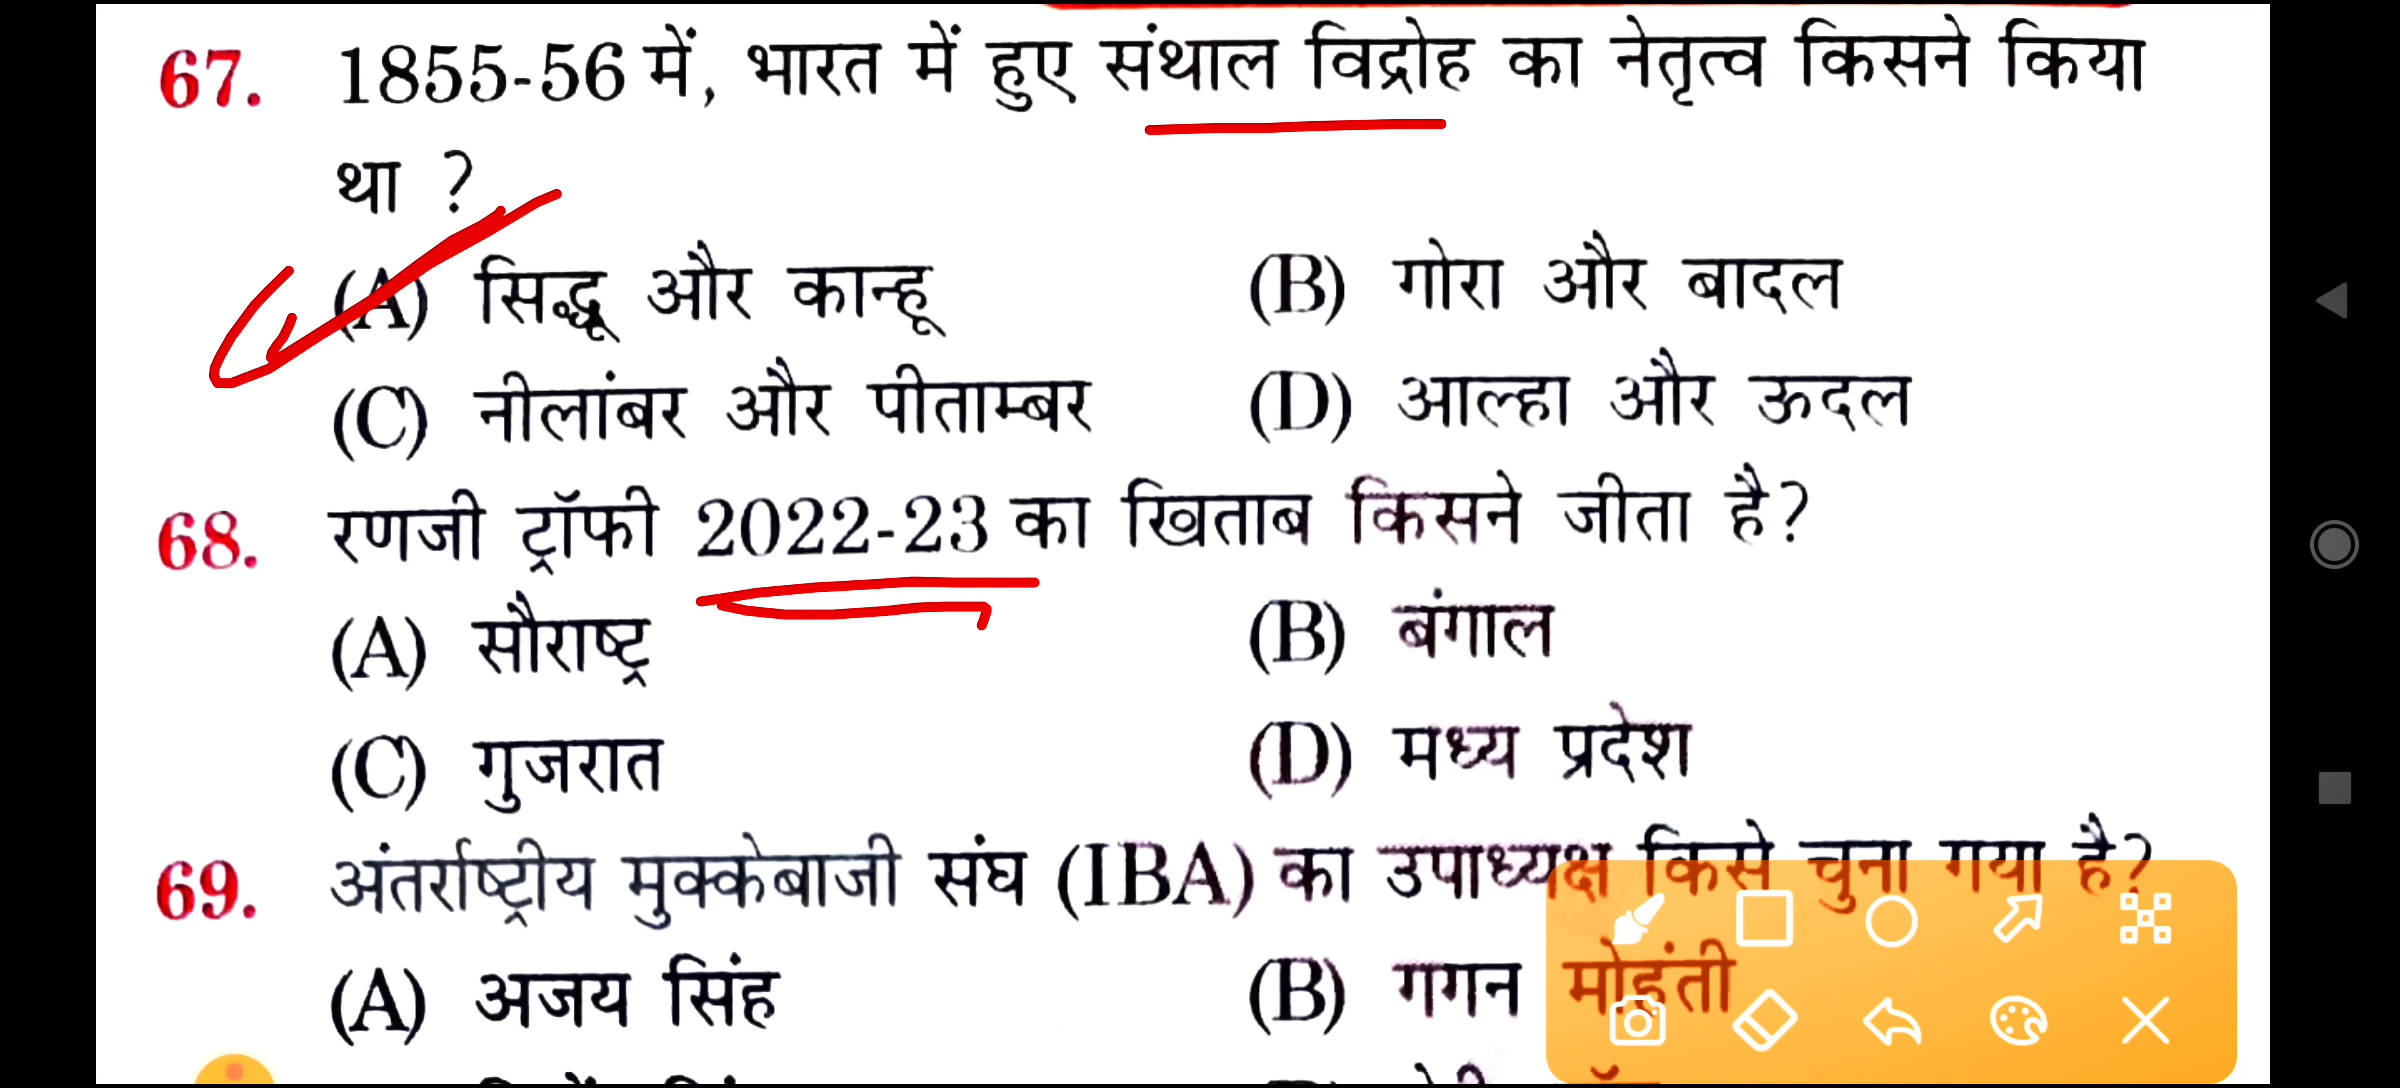 67. 1855-56 में, भारत में हुए संथाल विद्रोह का नेतृत्व किसने किया
था ?
(A) सिद्धू और कान्हू (B) गोरा और बादल
(C) नीलांबर और पीताम्बर (D) आल्हा और ऊदल
68. रणजी ट्रॉफी 2022-23 का खिताब किसने जीता है?
(A) सौराष्ट्र (B) बंगाल
(C) गुजरात (D) मध्य प्रदेश
69. अंतर्राष्ट्रीय मुक्केबाजी संघ (IBA) का उपाध्यक्ष किसे चुना गया है?
(A) अजय सिंह (B) गगन मोहंती